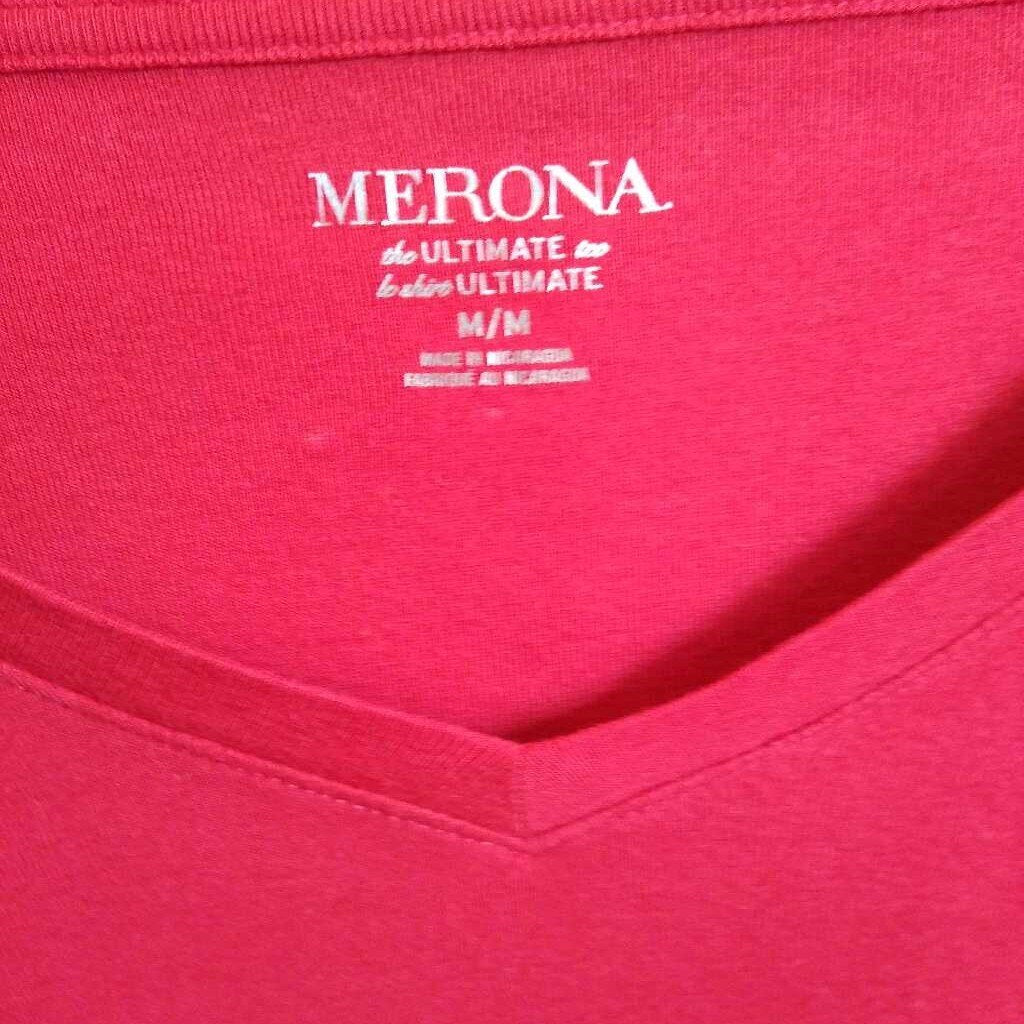 MERONA
the ULTIMATE tee
le shirt ULTIMATE
M/M
MADE IN NICARAGUA
FABRIQUÉ AU NICARAGUA